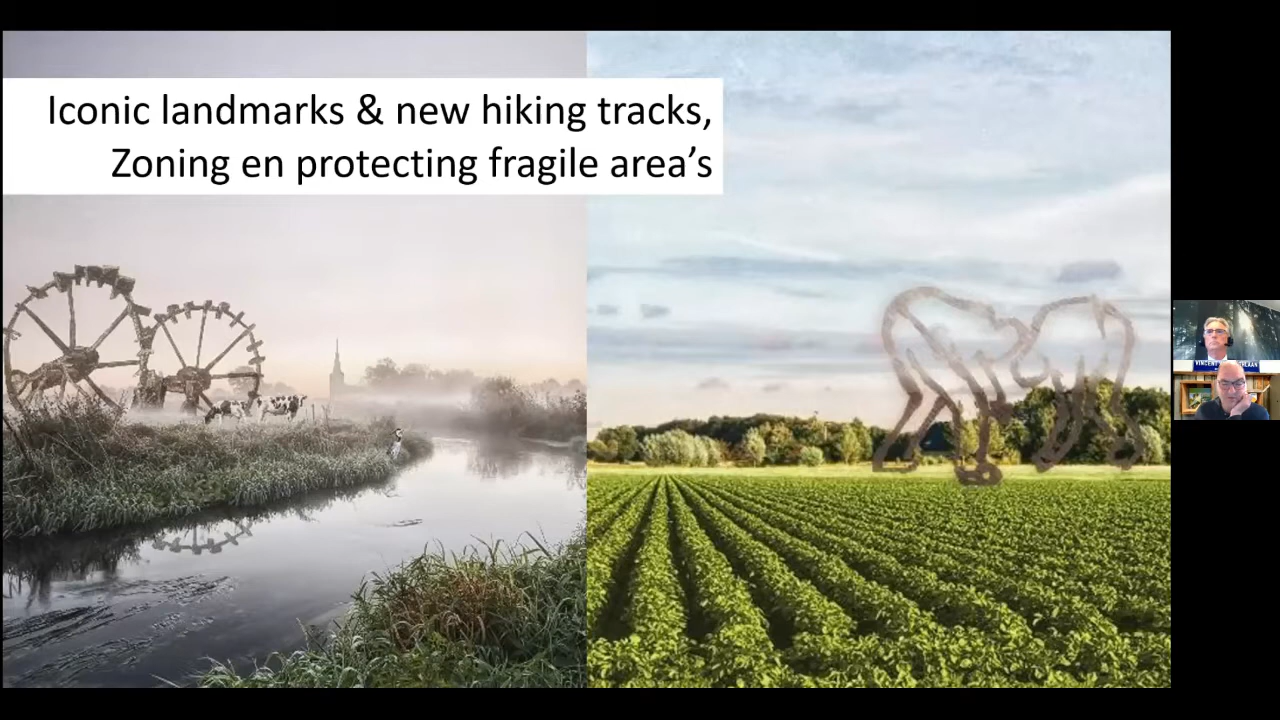 Iconic landmarks & new hiking tracks,
Zoning en protecting fragile area’s